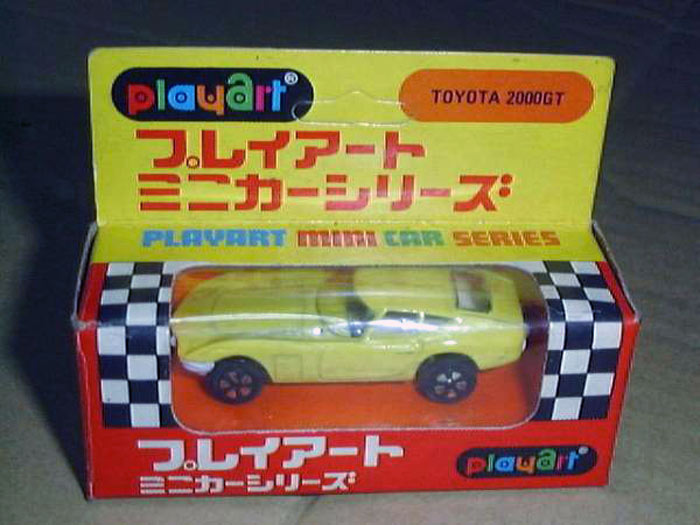 playart®
TOYOTA 2000GT
プレイアート
ミニカーシリーズ
PLAYART MINI CAR SERIES
プレイアート
ミニカーシリーズ
playart®